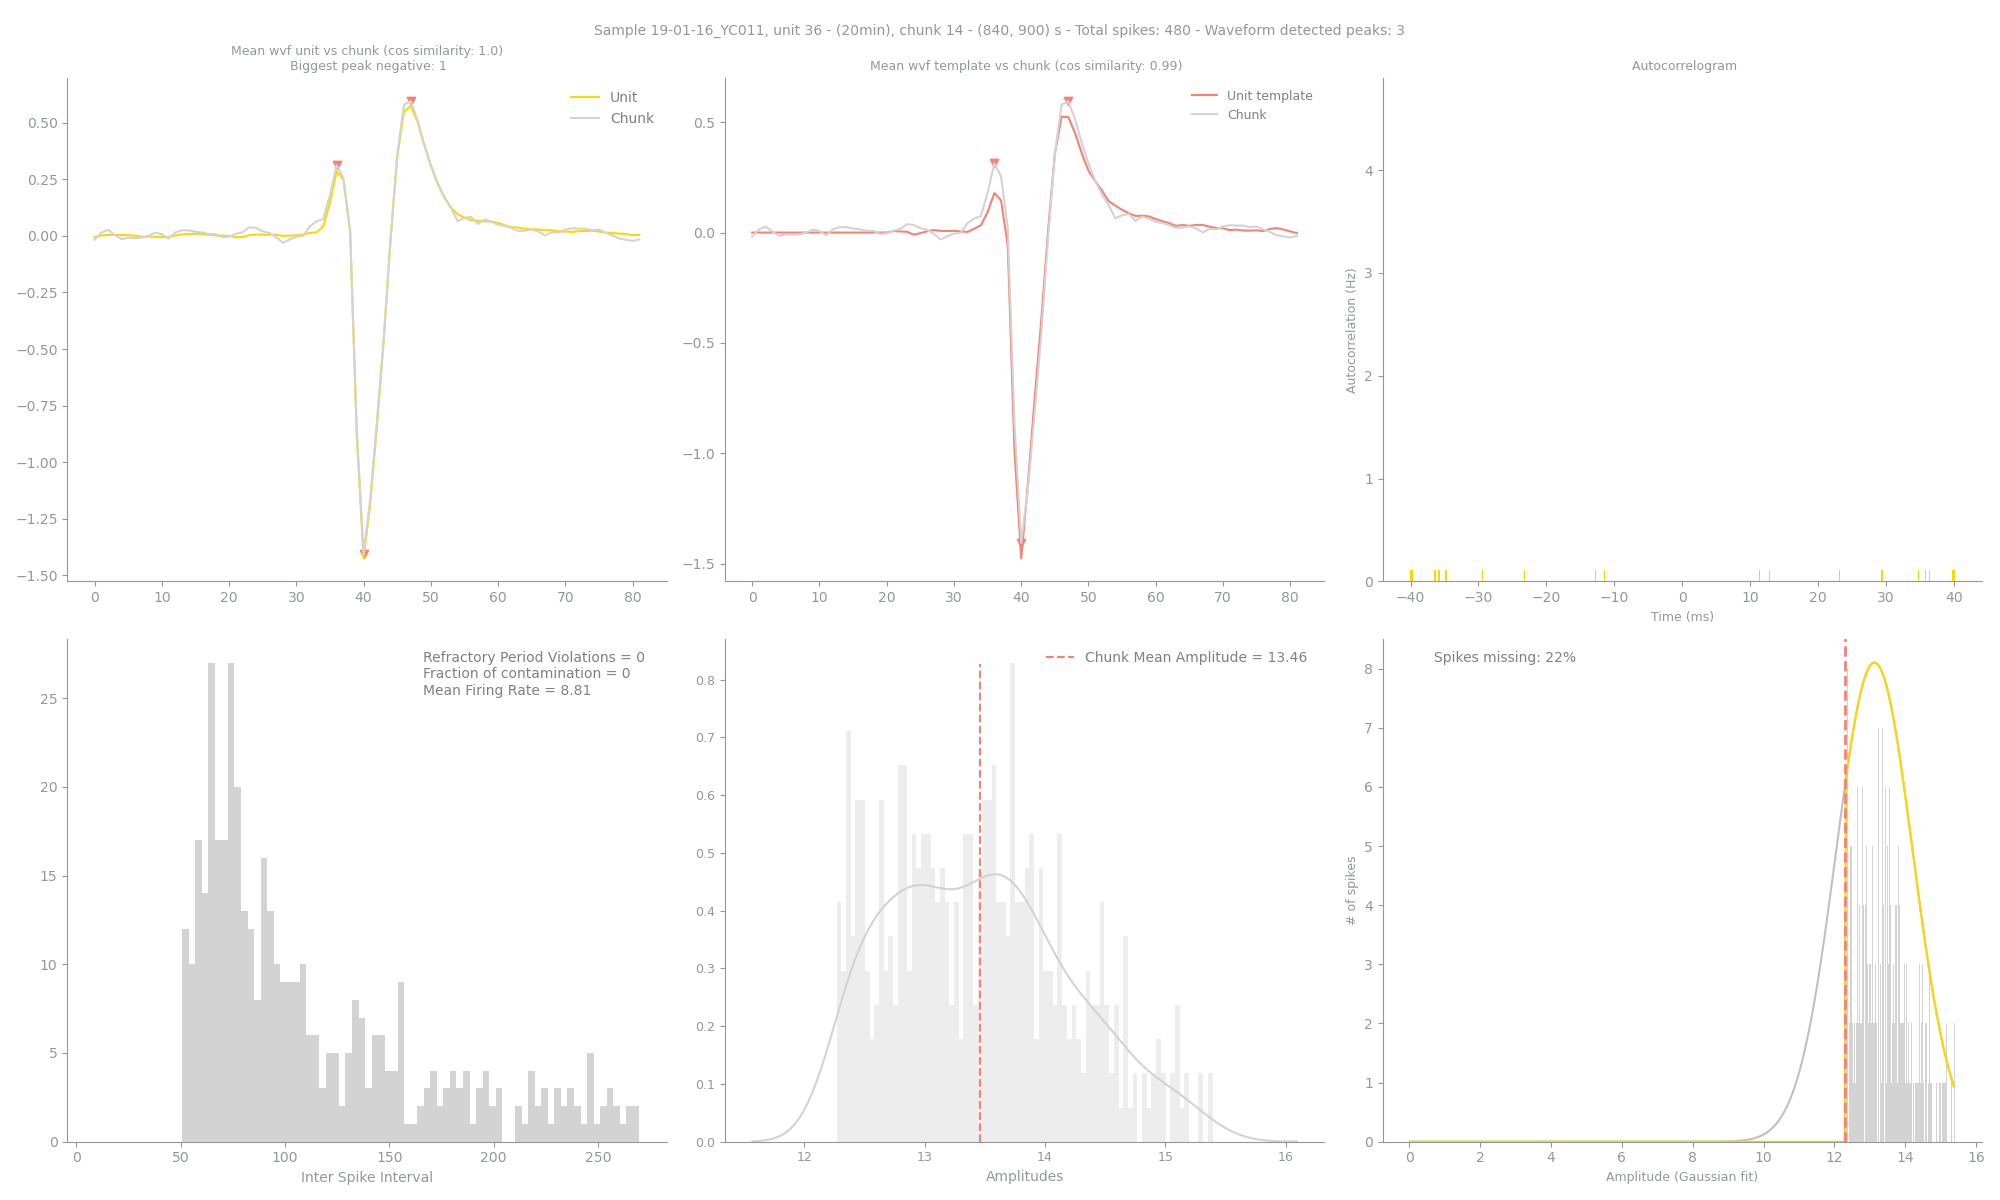 Sample 19-01-16_YC011, unit 36 - (20min), chunk 14 - (840, 900) s - Total spikes: 480 - Waveform detected peaks: 3
Mean wvf unit vs chunk (cos similarity: 1.0)
Biggest peak negative: 1
Unit
Chunk
0.50
0.25
0.00
−0.25
−0.50
−0.75
−1.00
−1.25
−1.50
0 10 20 30 40 50 60 70 80
Mean wvf template vs chunk (cos similarity: 0.99)
Unit template
Chunk
0.5
0.0
−0.5
−1.0
−1.5
0 10 20 30 40 50 60 70 80
Autocorrelogram
Autocorrelation (Hz)
4
3
2
1
0
−40 −30 −20 −10 0 10 20 30 40
Time (ms)
Refractory Period Violations = 0
Fraction of contamination = 0
Mean Firing Rate = 8.81
25
20
15
10
5
0
0 50 100 150 200 250
Inter Spike Interval
Chunk Mean Amplitude = 13.46
0.8
0.7
0.6
0.5
0.4
0.3
0.2
0.1
0.0
12 13 14 15 16
Amplitudes
Spikes missing: 22%
# of spikes
8
7
6
5
4
3
2
1
0
0 2 4 6 8 10 12 14 16
Amplitude (Gaussian fit)